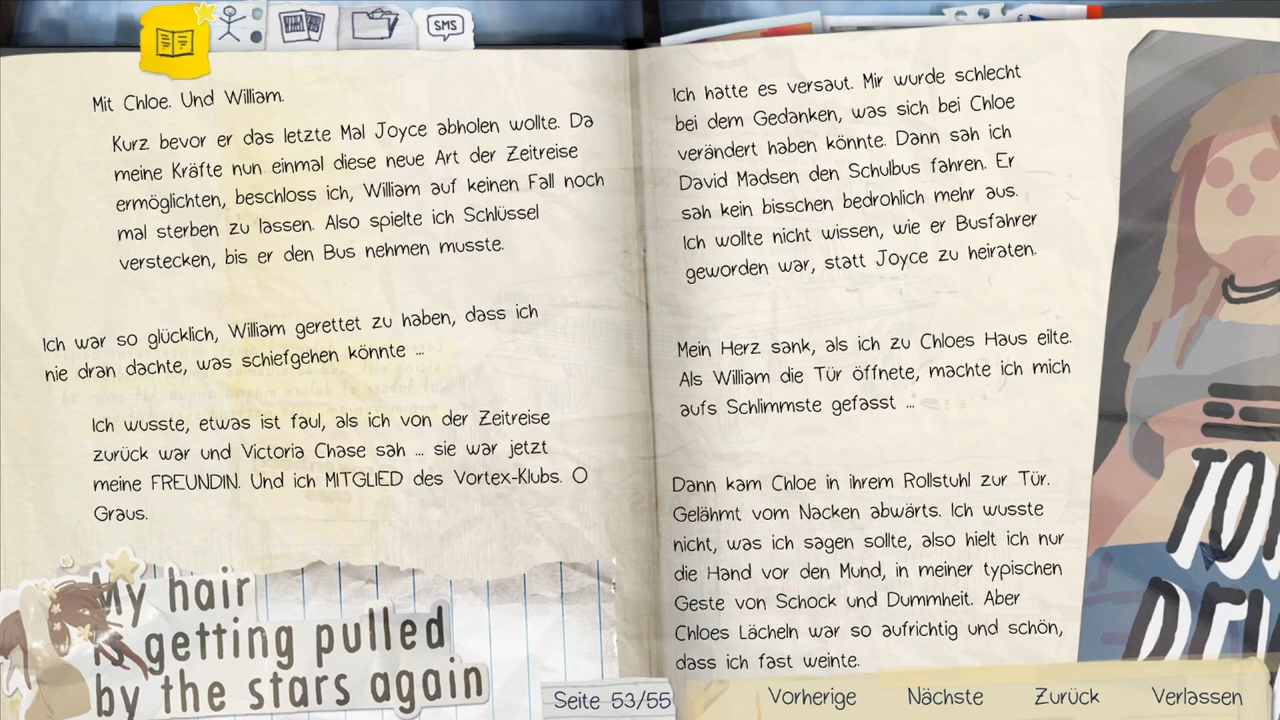 SMS
Mit Chloe. Und William.
Kurz bevor er das letzte Mal Joyce abholen wollte. Da
meine Kräfte nun einmal diese neue Art der Zeitreise
ermöglichten, beschloss ich, William auf keinen Fall noch
mal sterben zu lassen. Also spielte ich Schlüssel
verstecken, bis er den Bus nehmen musste.
Ich war so glücklich, William gerettet zu haben, dass ich
nie dran dachte, was schiefgehen könnte ...
Ich wusste, etwas ist faul, als ich von der Zeitreise
zurück war und Victoria Chase sah ... sie war jetzt
meine FREUNDIN. Und ich MITGLIED des Vortex-Klubs. O
Graus.
My hair
is getting pulled
by the stars again
Ich hatte es versaut. Mir wurde schlecht
bei dem Gedanken, was sich bei Chloe
verändert haben könnte. Dann sah ich
David Madsen den Schulbus fahren. Er
sah kein bisschen bedrohlich mehr aus.
Ich wollte nicht wissen, wie er Busfahrer
geworden war, statt Joyce zu heiraten.
Mein Herz sank, als ich zu Chloes Haus eilte.
Als William die Tür öffnete, machte ich mich
aufs Schlimmste gefasst ...
Dann kam Chloe in ihrem Rollstuhl zur Tür.
Gelähmt vom Nacken abwärts. Ich wusste
nicht, was ich sagen sollte, also hielt ich nur
die Hand vor den Mund, in meiner typischen
Geste von Schock und Dummheit. Aber
Chloes Lächeln war so aufrichtig und schön,
dass ich fast weinte.
Seite 53/55
Vorherige Nächste Zurück Verlassen